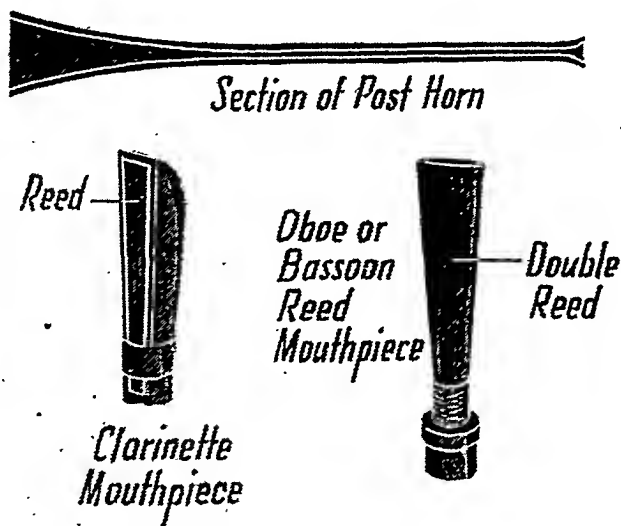 Section of Post Horn
Reed
Oboe or
Bassoon
Reed
Mouthpiece
Double
Reed
Clarinette
Mouthpiece